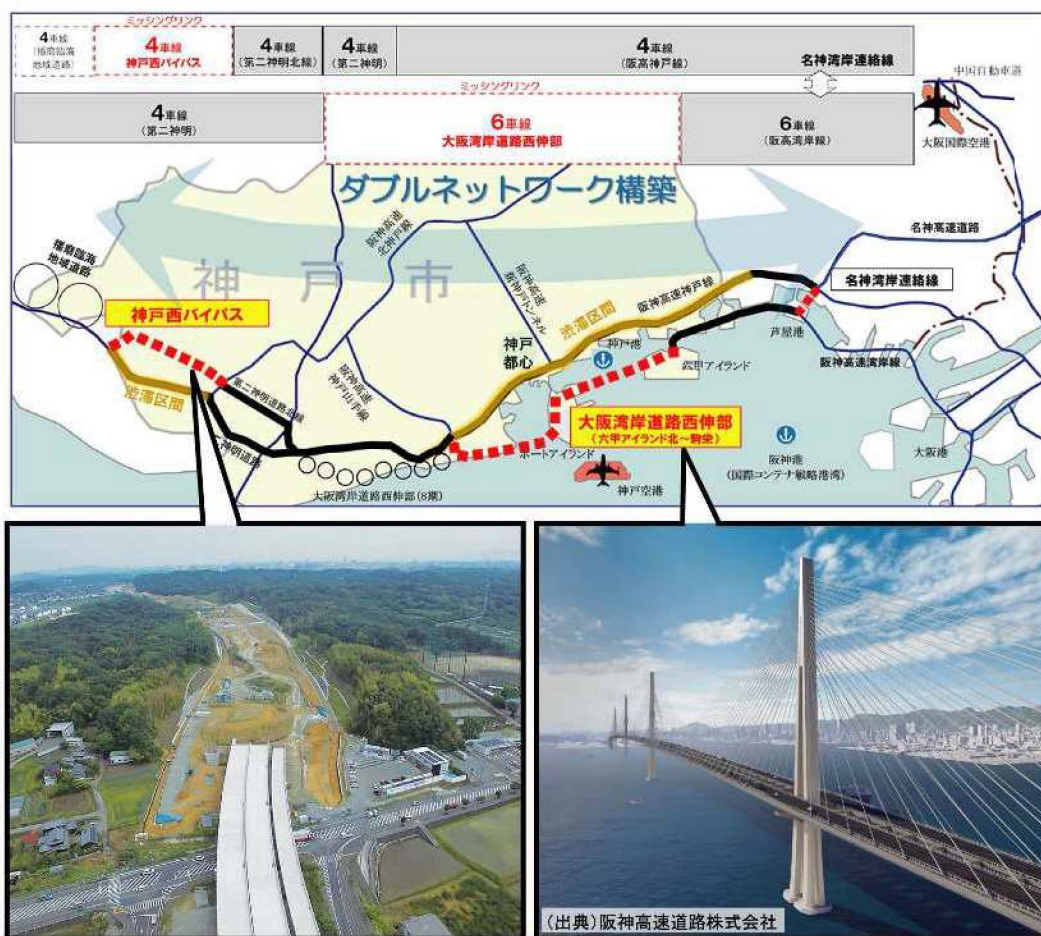 ミッシングリンク
4車線
(播磨臨海
地域道路)
4車線
神戸西バイパス
4車線
(第二神明北線)
4車線
(第二神明)
4車線
(阪高神戸線)
名神湾岸連絡線
ミッシングリンク
4車線
(第二神明)
6車線
大阪湾岸道路西伸部
6車線
(阪高湾岸線)
中国自動車道
大阪国際空港
ダブルネットワーク構築
阪神高速
北神戸線
名神高速道路
播磨臨海
地域道路
神戸市
阪神高速
新神戸トンネル
阪神高速神戸線
名神湾岸連絡線
神戸西バイパス
渋滞区間
神戸
都心
神戸港
芦屋港
六甲アイランド
阪神高速湾岸線
渋滞区間
第二神明道路北線
阪神高速
神戸山手線
大阪湾岸道路西伸部
(六甲アイランド北~駒栄)
神明道路
ポートアイランド
阪神港
(国際コンテナ戦略港湾)
大阪港
大阪湾岸道路西伸部(8期)
神戸空港
(出典)阪神高速道路株式会社